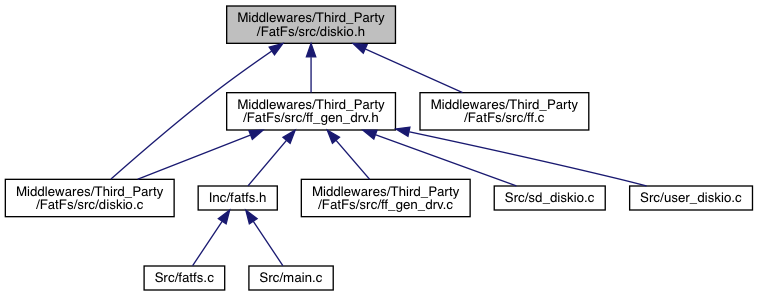 Middlewares/Third_Party
/FatFs/src/diskio.h
Middlewares/Third_Party
/FatFs/src/ff_gen_drv.h
Middlewares/Third_Party
/FatFs/src/ff.c
Middlewares/Third_Party
/FatFs/src/diskio.c
Inc/fatfs.h
Middlewares/Third_Party
/FatFs/src/ff_gen_drv.c
Src/sd_diskio.c
Src/user_diskio.c
Src/fatfs.c
Src/main.c